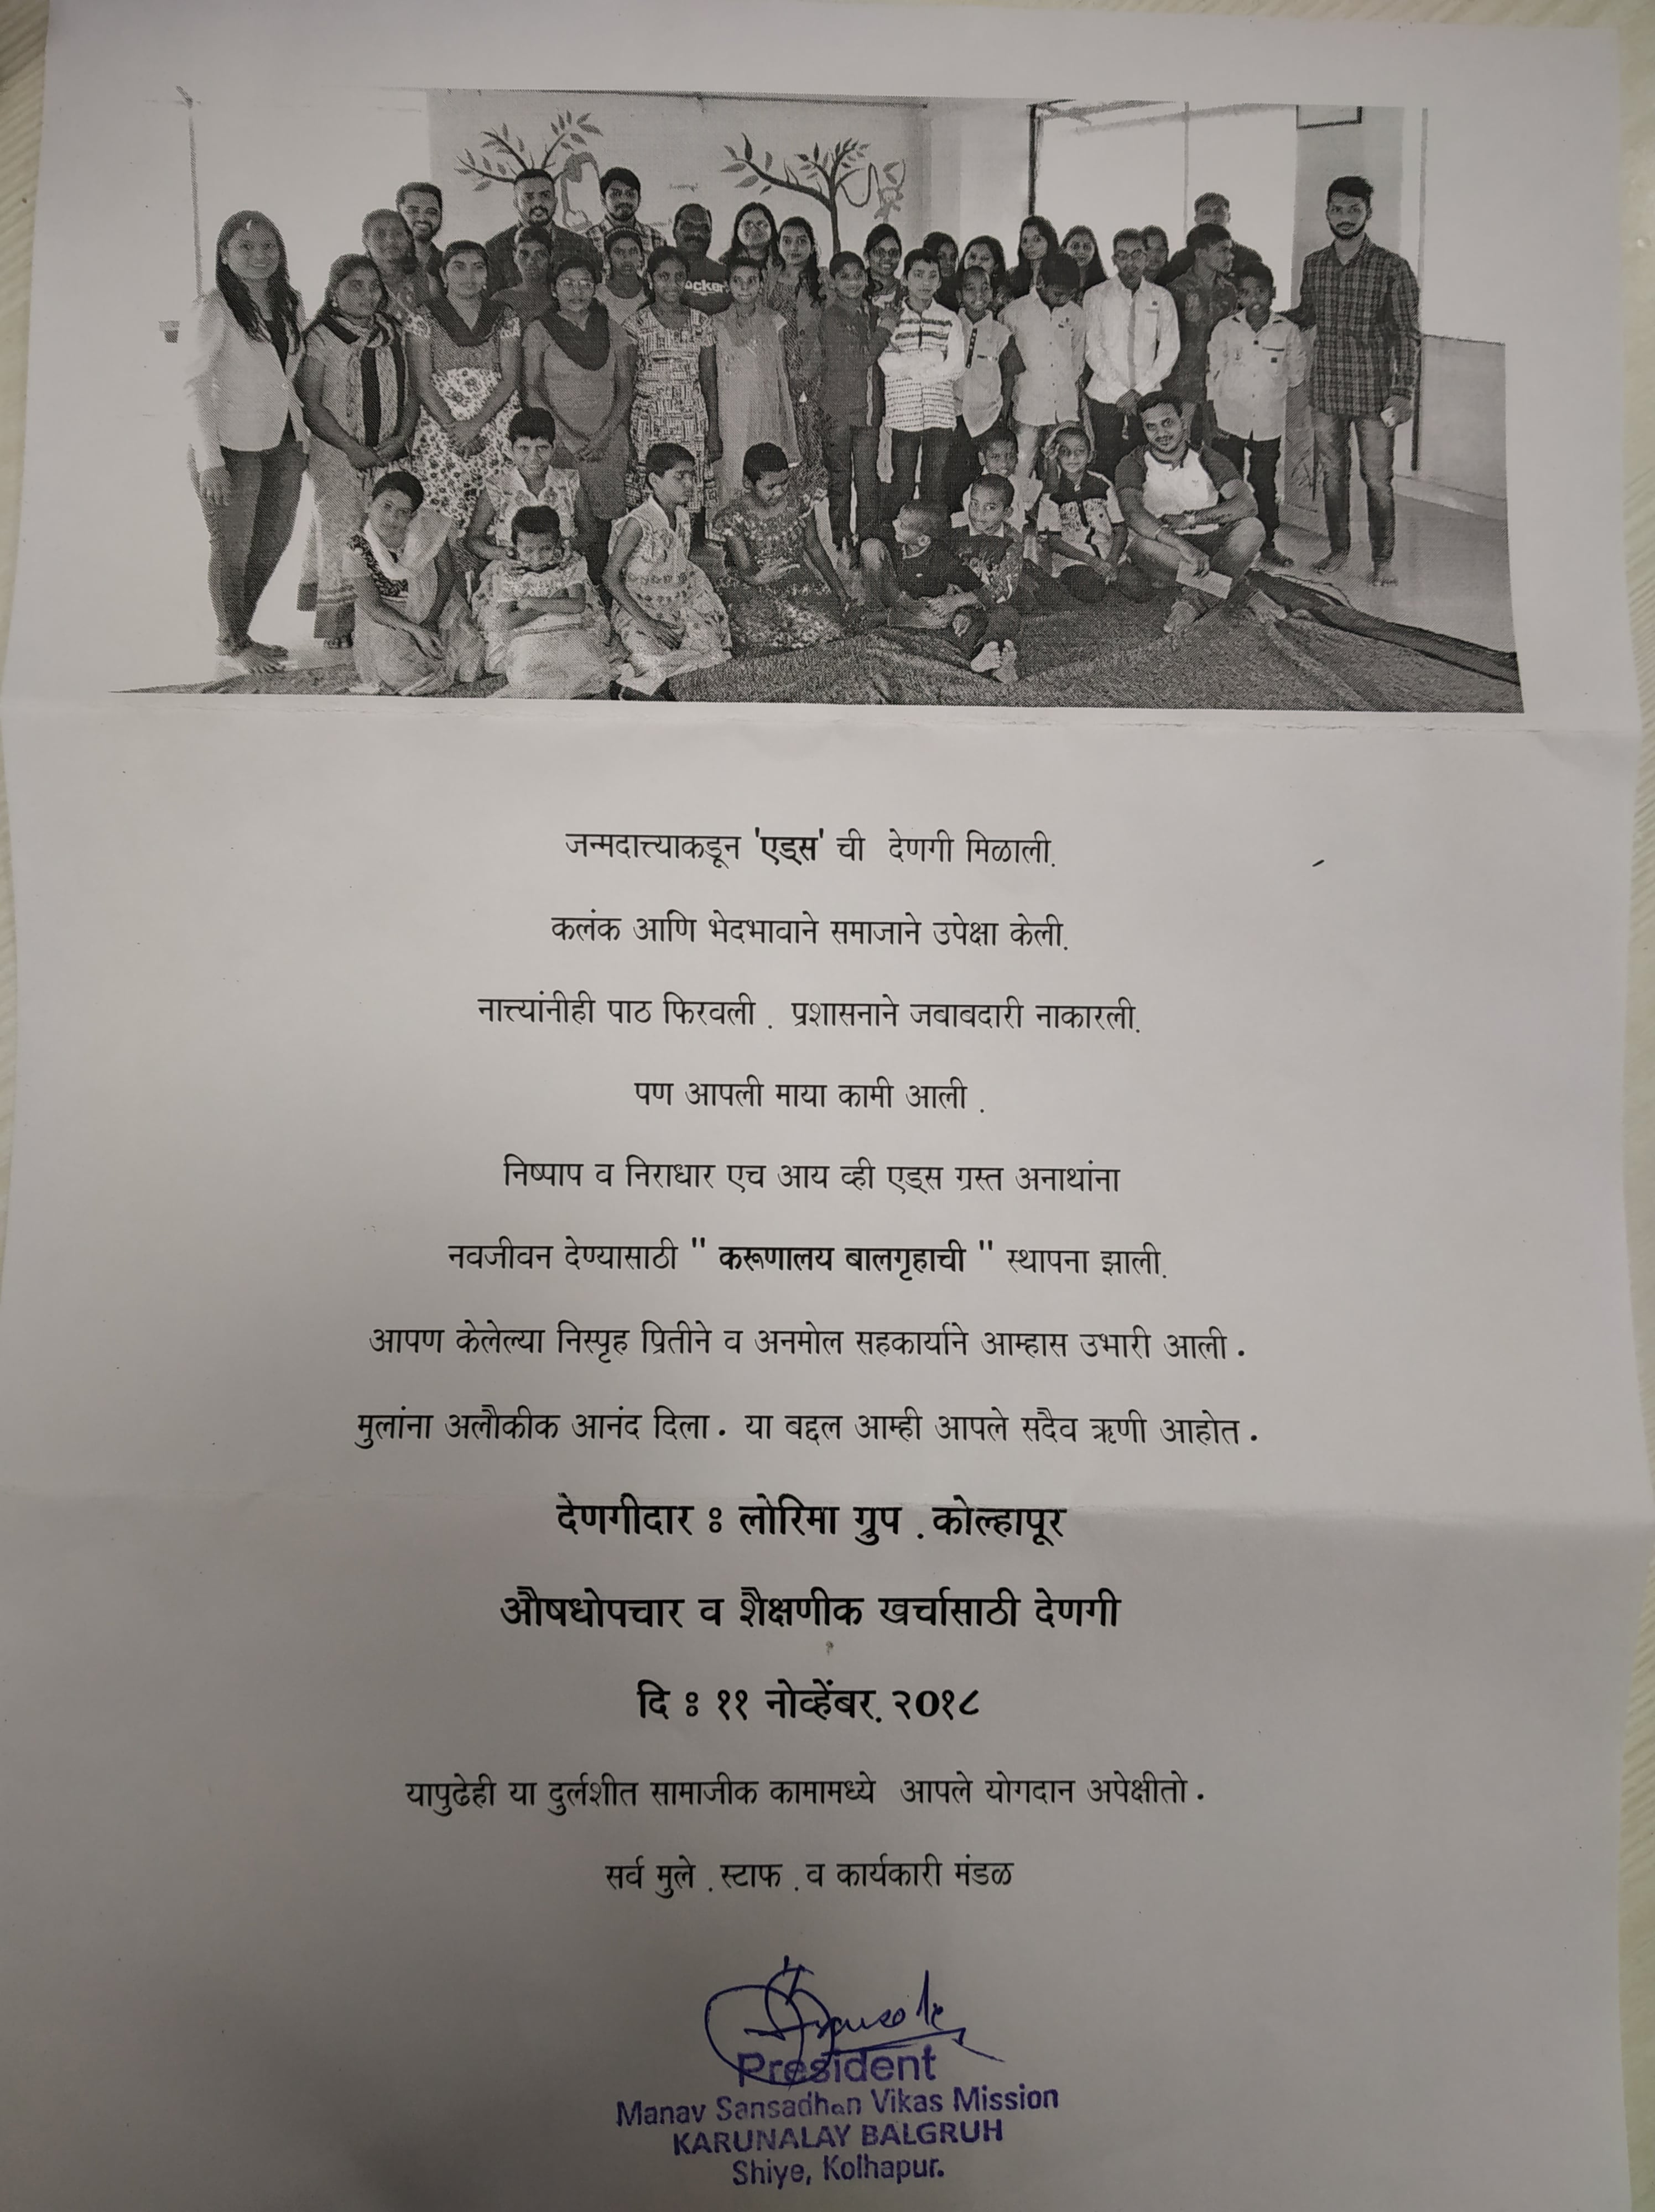 ocker
जन्मदात्त्याकडून 'एड्स' ची देणगी मिळाली.
कलंक आणि भेदभावाने समाजाने उपेक्षा केली.
नात्त्यांनीही पाठ फिरवली . प्रशासनाने जबाबदारी नाकारली.
पण आपली माया कामी आली .
निष्पाप व निराधार एच आय व्ही एड्स ग्रस्त अनाथांना
नवजीवन देण्यासाठी " करूणालय बालगृहाची " स्थापना झाली.
आपण केलेल्या निस्पृह प्रितीने व अनमोल सहकार्याने आम्हास उभारी आली .
मुलांना अलौकीक आनंद दिला . या बद्दल आम्ही आपले सदैव ऋणी आहोत .
देणगीदार : लोरिमा ग्रुप . कोल्हापूर
औषधोपचार व शैक्षणीक खर्चासाठी देणगी
दि : ११ नोव्हेंबर. २०१८
यापुढेही या दुर्लशीत सामाजीक कामामध्ये आपले योगदान अपेक्षीतो .
सर्व मुले . स्टाफ . व कार्यकारी मंडळ
President
Manav Sansadhan Vikas Mission
KARUNALAY BALGRUH
Shiye, Kolhapur.